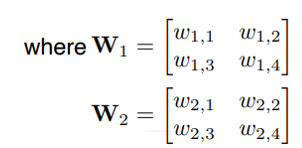 where W₁ = [w₁,₁ w₁,₂
w₁,₃ w₁,₄]
W₂ = [w₂,₁ w₂,₂
w₂,₃ w₂,₄]